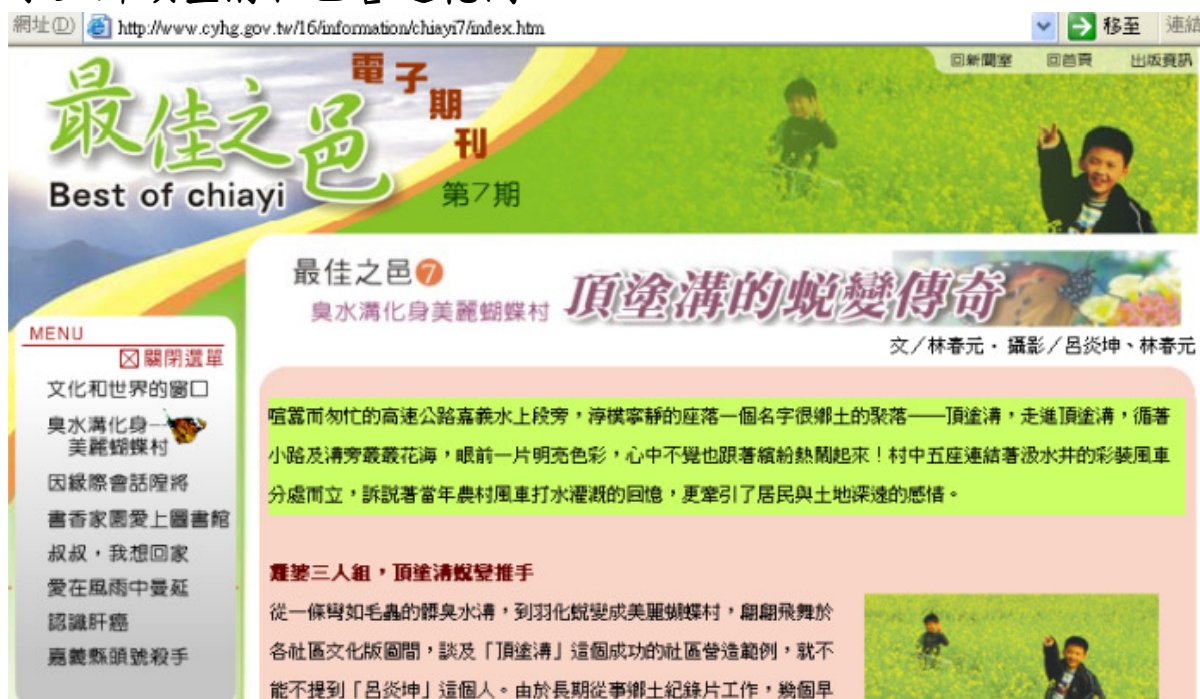 網址(D) http://www.cyhg.gov.tw/16/information/chiayi7/index.htm 移至 連結
回新聞室 回首頁 出版資訊
最佳之邑
電子期刊
Best of chiayi
第7期
最佳之邑7
臭水溝化身美麗蝴蝶村
頂塗溝的蛻變傳奇
文／林春元・攝影／呂炎坤、林春元
MENU
關閉選單
文化和世界的窗口
臭水溝化身一
美麗蝴蝶村
因緣際會話陞將
書香家園愛上圖書館
叔叔，我想回家
愛在風雨中蔓延
認識肝癌
嘉義縣頭號殺手
喧囂而匆忙的高速公路嘉義水上段旁，淳樸寧靜的座落一個名字很鄉土的聚落——頂塗溝，走進頂塗溝，循著
小路及溝旁叢叢花海，眼前一片明亮色彩，心中不覺也跟著繽紛熱鬧起來！村中五座連結著汲水井的彩裝風車
分處而立，訴說著當年農村風車打水灌溉的回憶，更牽引了居民與土地深遠的感情。
雞婆三人組，頂塗溝蛻變推手
從一條彎如毛蟲的髒臭水溝，到羽化蛻變成美麗蝴蝶村，翩翩飛舞於
各社區文化版圖間，談及「頂塗溝」這個成功的社區營造範例，就不
能不提到「呂炎坤」這個人。由於長期從事鄉土紀錄片工作，幾個早